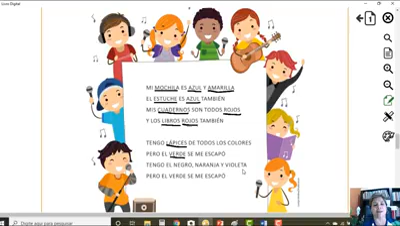 Livro Digital
1
MI MOCHILA ES AZUL Y AMARILLA
EL ESTUCHE ES AZUL TAMBIÉN
MIS CUADERNOS SON TODOS ROJOS
Y LOS LIBROS ROJOS TAMBIÉN
TENGO LÁPICES DE TODOS LOS COLORES
PERO EL VERDE SE ME ESCAPÓ
TENGO EL NEGRO, NARANJA Y VIOLETA
PERO EL VERDE SE ME ESCAPÓ
Digite aqui para pesquisar